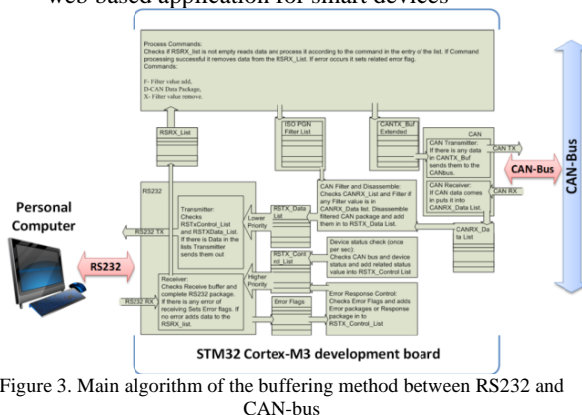 web-based application for smart devices
Process Commands:
Checks if RSRX_List is not empty reads data anc process it according to the command in the entry o' the list. If Command
processing successful it removes data from the RSRX_List. If error occurs it sets related error flag.
Commands:
F- Filter value add,
D-CAN Data Package,
X- Filter value remove.
RSRX_List
ISO PGN
Filter List
CANTX_Buf
Extended
CAN
CAN Transmitter:
If there is any data
in CANTX_Buf
sends them to the
CANbus.
CAN TX
CAN Receiver:
If CAN data comes
in puts it into
CANRX_Data List.
CAN RX
CAN-Bus
CAN-Bus
CANRX_Da
ta List
CAN Filter and Disassemble:
Checks CANRX_List and Filter if
any Filter value is in
CANRX_Data list. Disassemble
filtered CAN package and add
them in to RSTX_Data List.
RSTX_Data
List
Lower
Priority
RS232
Transmitter:
Checks
RSTxControl_List
and RSTXData_List.
If there is Data in the
lists Transmitter
sends them out
RS232 TX
Personal
Computer
RS232
RSTX_Cont
rol_List
Higher
Priority
Device status check (once
per sec):
Checks CAN bus and device
status and add related status
value into RSTX_Control List
Receiver:
Checks Receive buffer and
complete RS232 package.
If there is any error of
receiving Sets Error flags. If
no error adds data to the
RSRX_list.
RS232 RX
Error Flags
Error Response Control:
Checks Error Flags and adds
Error packages or Response
package in to
RSTX_Control_List
STM32 Cortex-M3 development board
Figure 3. Main algorithm of the buffering method between RS232 and
CAN-bus